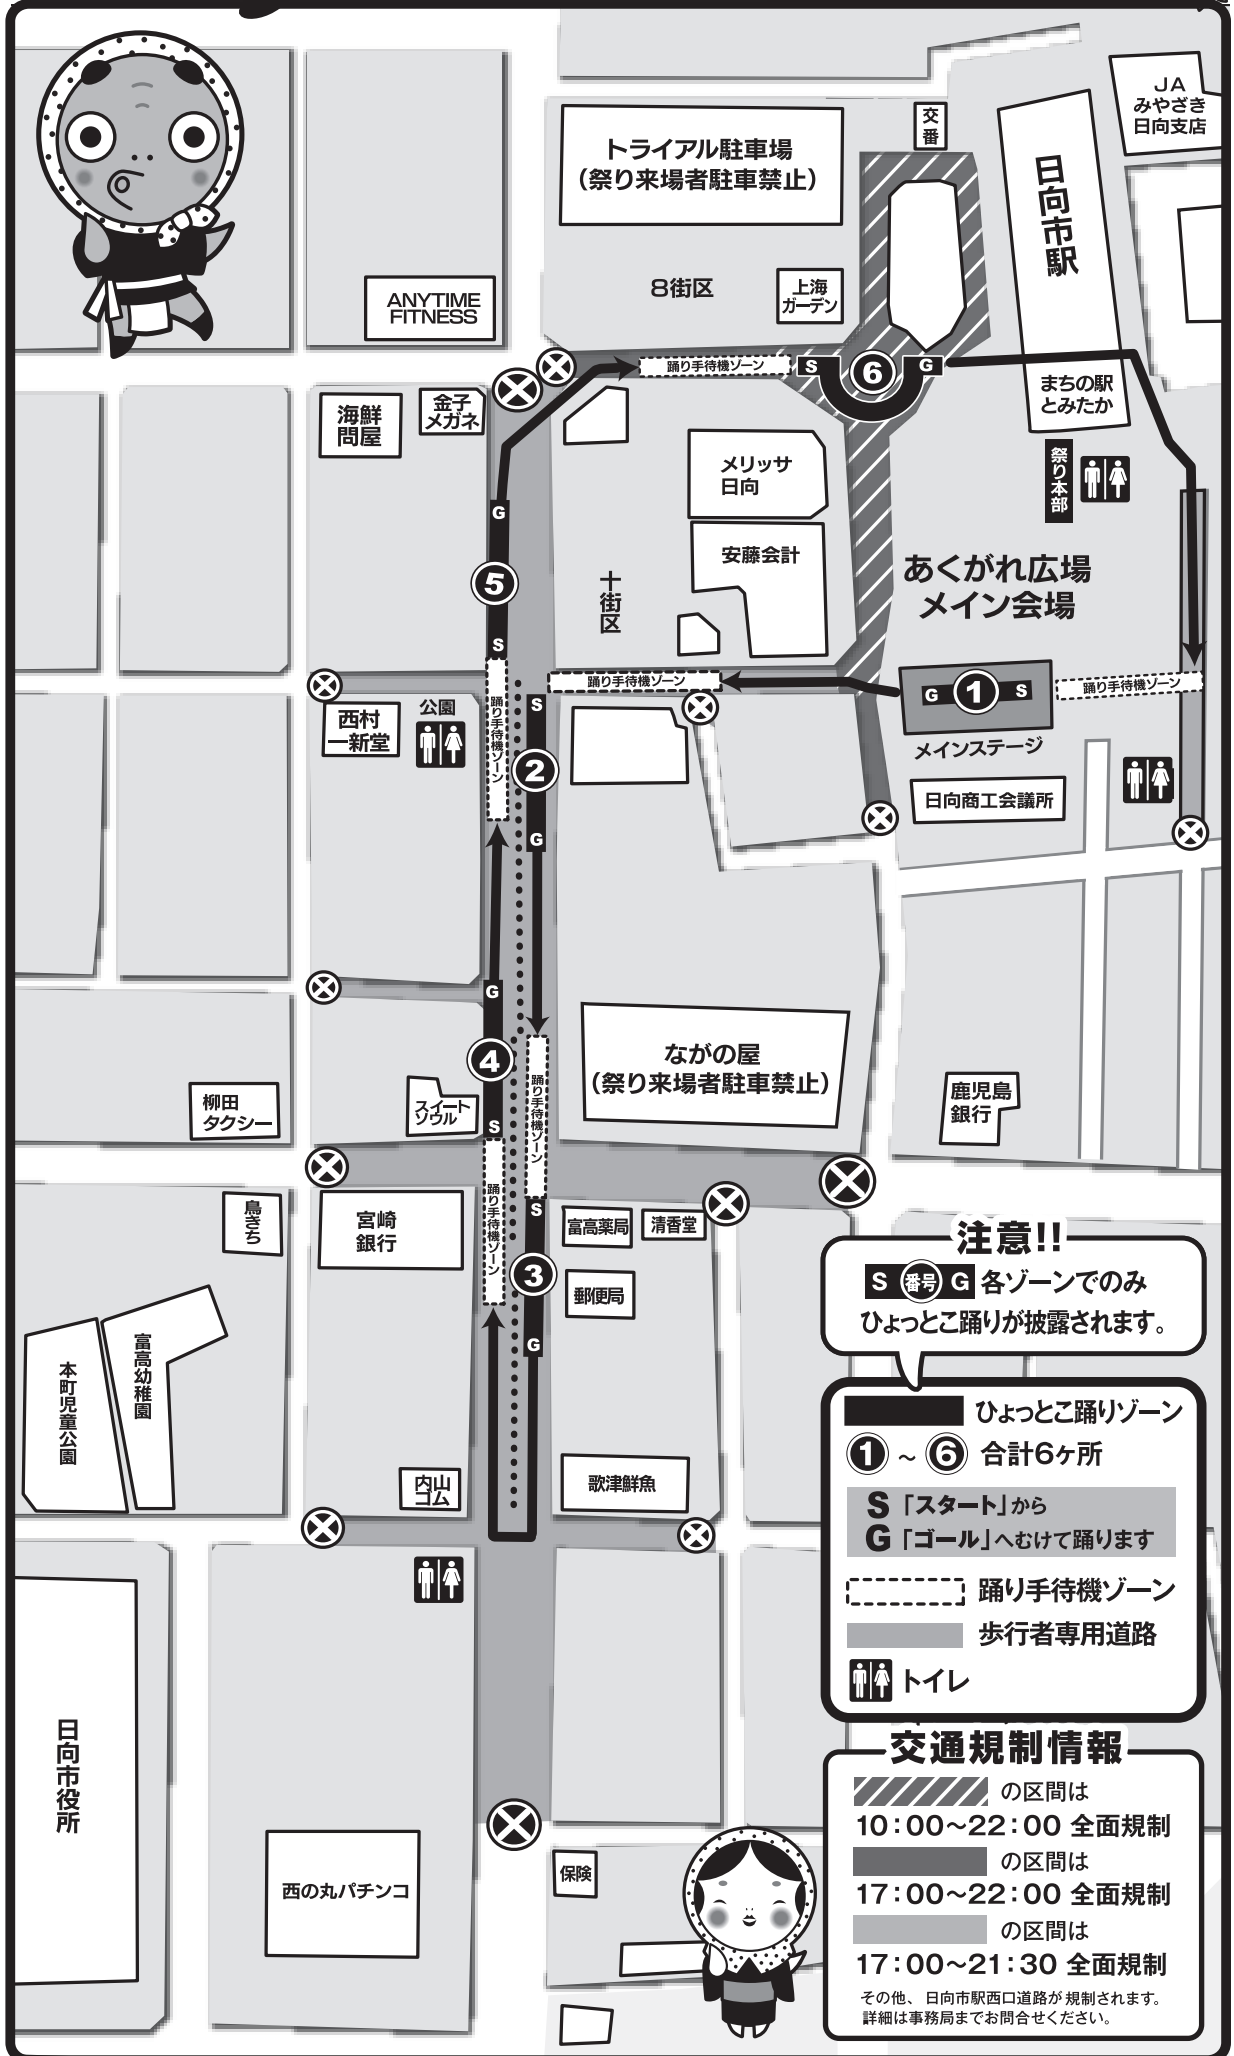 JA
みやざき
日向支店
交番
トライアル駐車場
（祭り来場者駐車禁止）
日向市駅
8街区
上海
ガーデン
ANYTIME
FITNESS
踊り手待機ゾーン
S
6
G
まちの駅
とみたか
海鮮
問屋
金子
メガネ
祭り本部
メリッサ
日向
G
5
S
安藤会計
十街区
あくがれ広場
メイン会場
踊り手待機ゾーン
G
1
S
踊り手待機ゾーン
メインステージ
西村
一新堂
公園
踊り手待機ゾーン
S
2
G
日向商工会議所
G
4
S
踊り手待機ゾーン
ながの屋
（祭り来場者駐車禁止）
柳田
タクシー
スイート
ソウル
鹿児島
銀行
鳥きち
宮崎
銀行
踊り手待機ゾーン
S
3
G
富高薬局
清香堂
郵便局
本町児童公園
富高幼稚園
内山
ゴム
歌津鮮魚
注意!!
S 番号 G 各ゾーンでのみ
ひょっとこ踊りが披露されます。
ひょっとこ踊りゾーン
1 ～ 6 合計6ヶ所
S「スタート」から
G「ゴール」へむけて踊ります
踊り手待機ゾーン
歩行者専用道路
トイレ
日向市役所
西の丸パチンコ
保険
交通規制情報
の区間は
10：00～22：00 全面規制
の区間は
17：00～22：00 全面規制
の区間は
17：00～21：30 全面規制
その他、日向市駅西口道路が規制されます。
詳細は事務局までお問合せください。